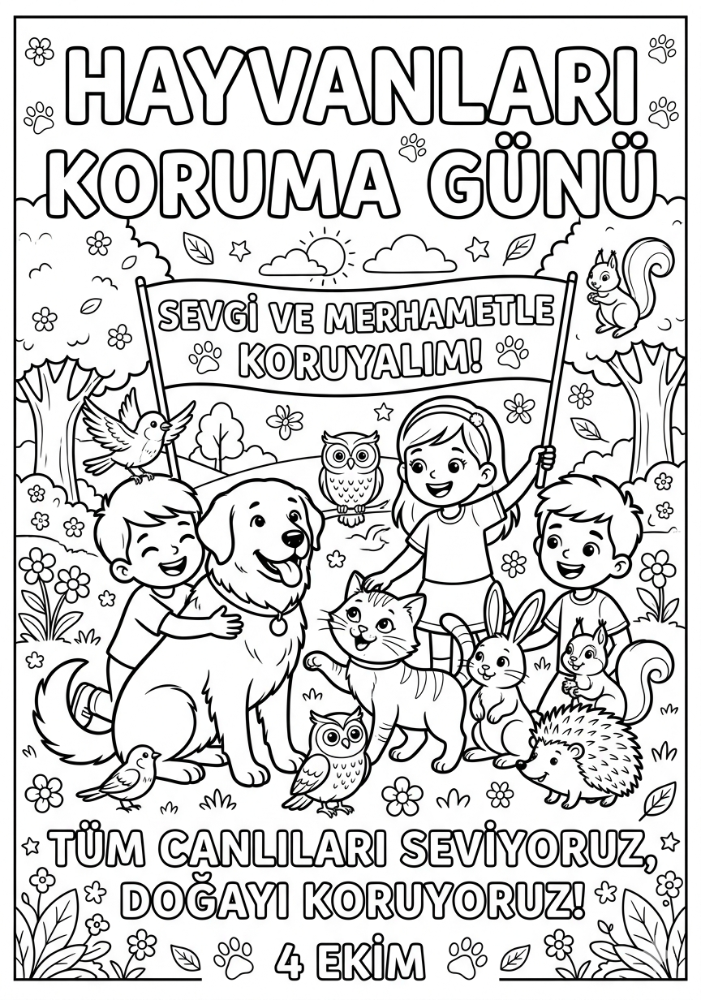 HAYVANLARI
KORUMA GÜNÜ
SEVGİ VE MERHAMETLE
KORUYALIM!
TÜM CANLILARI SEVİYORUZ,
DOĞAYI KORUYORUZ!
4 EKİM